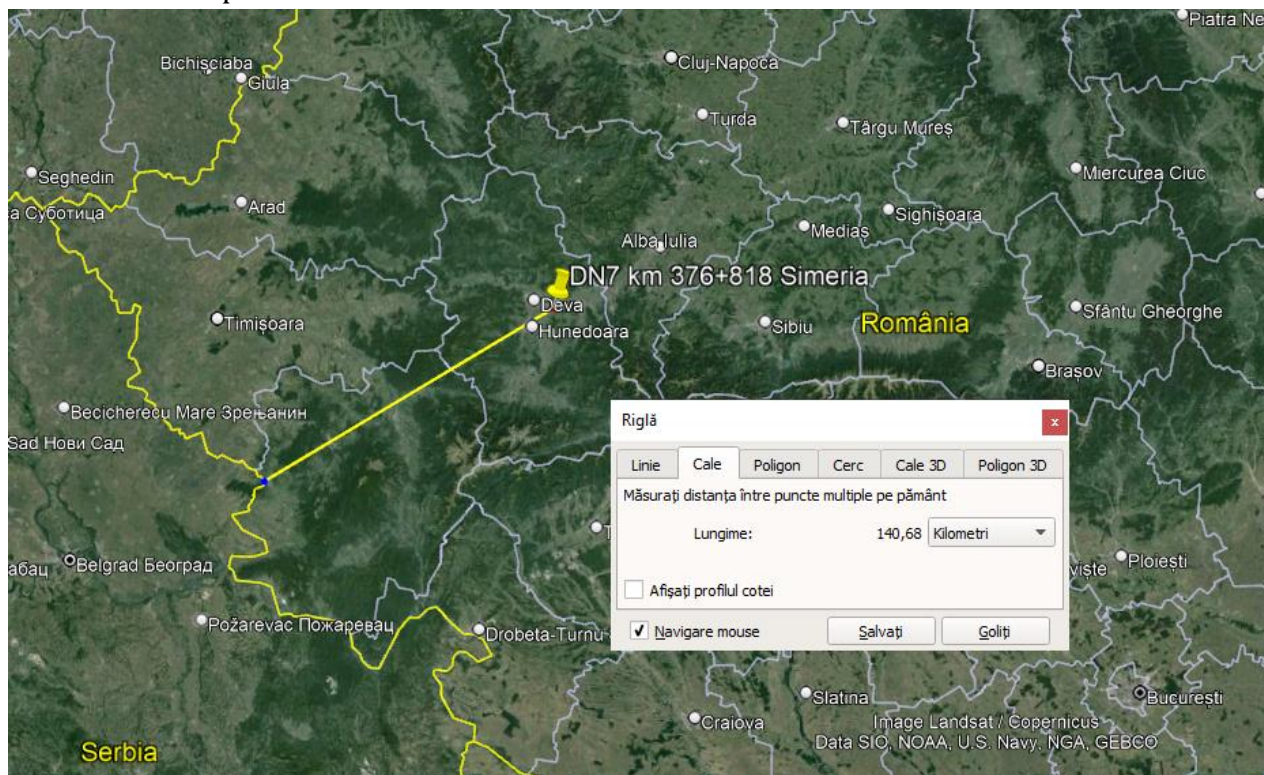 Piatra Ne
Bichișciaba
Giula
Cluj-Napoca
Turda
Târgu Mureș
Seghedin
Miercurea Ciuc
ca Суботица
Arad
Sighișoara
Mediaș
Alba Iulia
DN7 km 376+818 Simeria
Deva
Hunedoara
Timișoara
Sibiu
România
Sfântu Gheorghe
Brașov
Becicherecu Mare Зрењанин
Sad Нови Сад
Riglă
x
Linie Cale Poligon Cerc Cale 3D Poligon 3D
Măsurați distanța între puncte multiple pe pământ
Lungime: 140,68 Kilometri
Afișați profilul cotei
Navigare mouse Salvați Goliți
T
абац
Belgrad Београд
viște
Ploiești
Požarevac Пожаревац
Drobeta-Turnu
Slatina
București
Craiova
Image Landsat / Copernicus
Data SIO, NOAA, U.S. Navy, NGA, GEBCO
Serbia